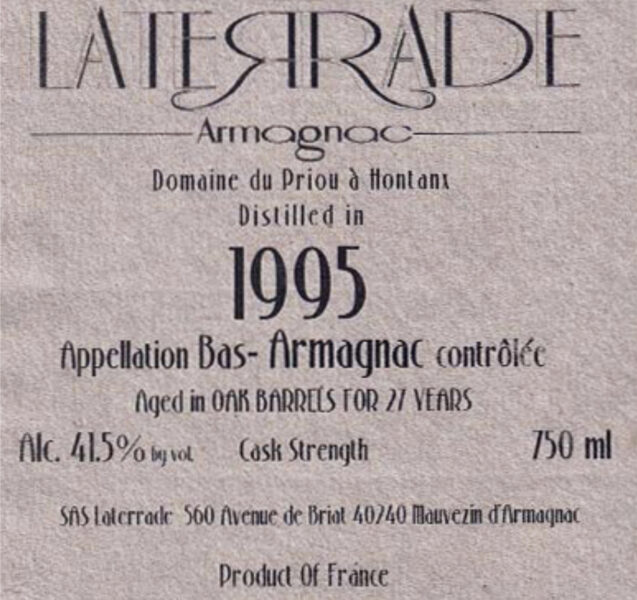 LATERRADE
Armagnac
Domaine du Priou à Hontanx
Distilled in
1995
Appellation Bas- Armagnac contrôlée
Aged in OAK BARRELS FOR 27 YEARS
Alc. 41.5% by vol. Cask Strength 750 ml
SAS Laterrade 560 Avenue de Briat 40240 Mauvezin d'Armagnac
Product Of France